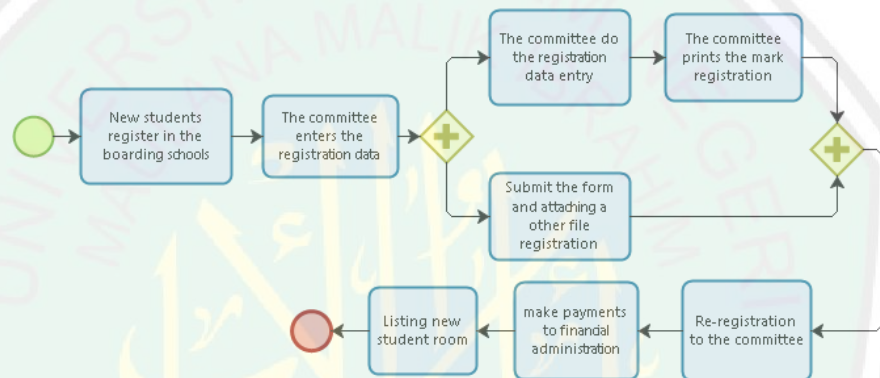 New students
register in the
boarding schools
The committee
enters the
registration data
The committee do
the registration
data entry
The committee
prints the mark
registration
Submit the form
and attaching a
other file
registration
Re-registration
to the committee
make payments
to financial
administration
Listing new
student room